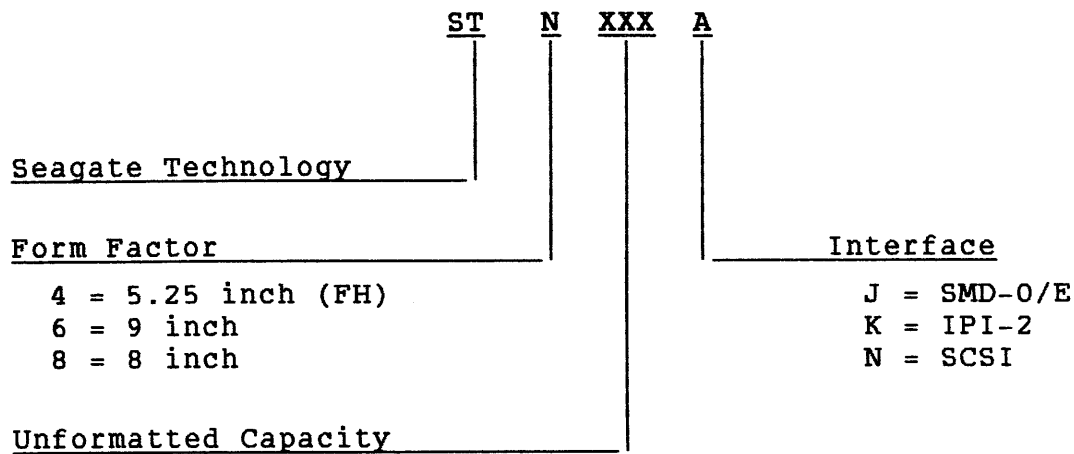 ST N XXX A
Seagate Technology
Form Factor
4 = 5.25 inch (FH)
6 = 9 inch
8 = 8 inch
Interface
J = SMD-O/E
K = IPI-2
N = SCSI
Unformatted Capacity